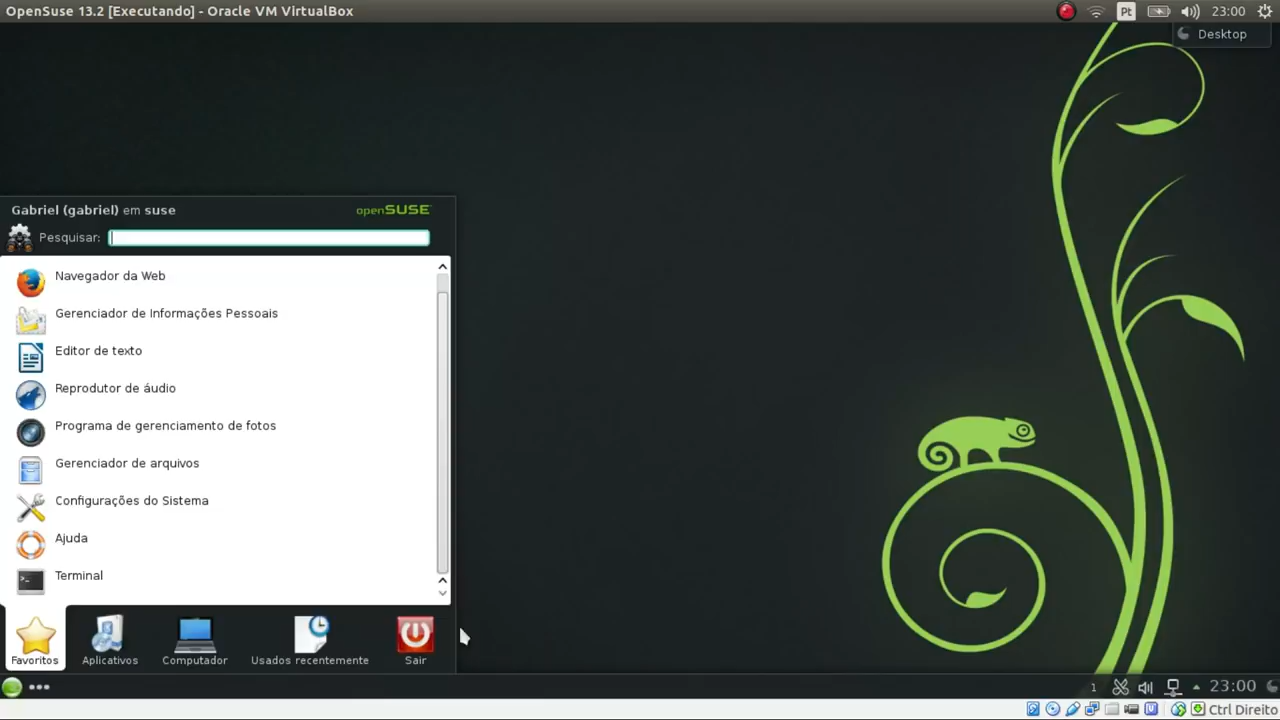 OpenSuse 13.2 [Executando] - Oracle VM VirtualBox
Pt
23:00
Desktop
Gabriel (gabriel) em suse
openSUSE
Pesquisar:
Navegador da Web
Gerenciador de Informações Pessoais
Editor de texto
Reprodutor de áudio
Programa de gerenciamento de fotos
Gerenciador de arquivos
Configurações do Sistema
Ajuda
Terminal
Favoritos
Aplicativos
Computador
Usados recentemente
Sair
1
23:00
Ctrl Direito